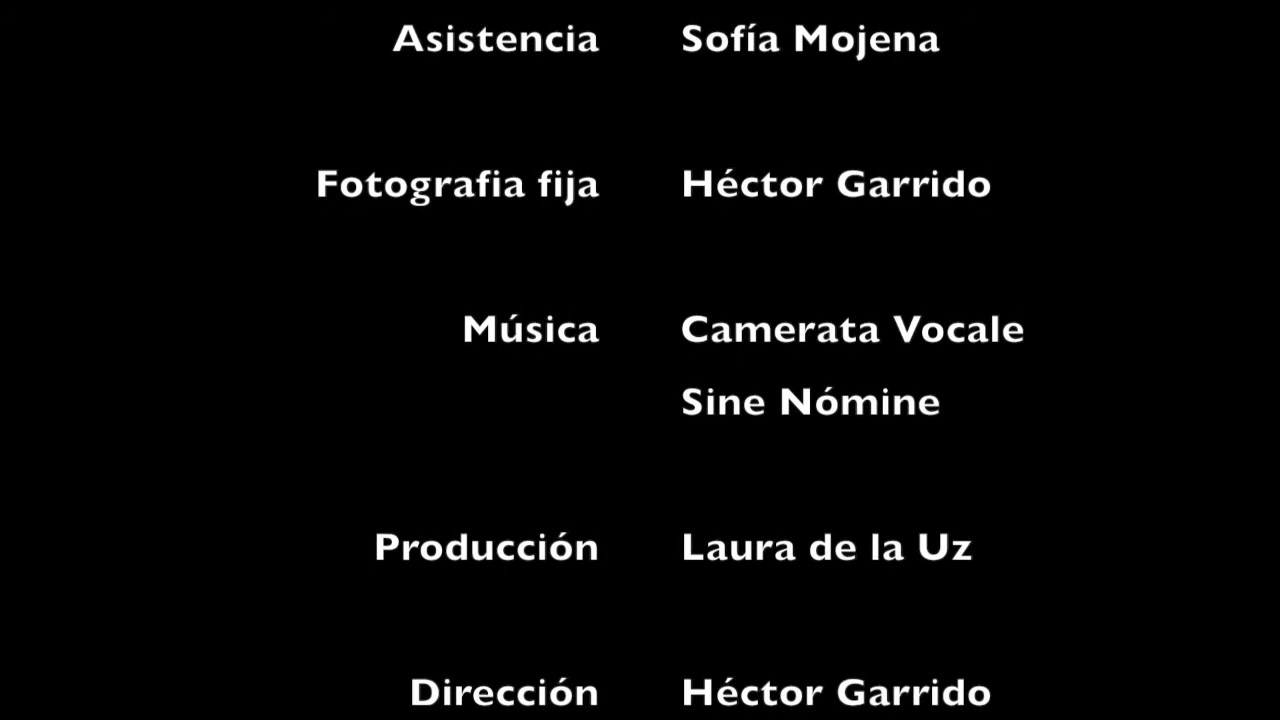 Asistencia Sofía Mojena
Fotografia fija Héctor Garrido
Música Camerata Vocale
Sine Nómine
Producción Laura de la Uz
Dirección Héctor Garrido